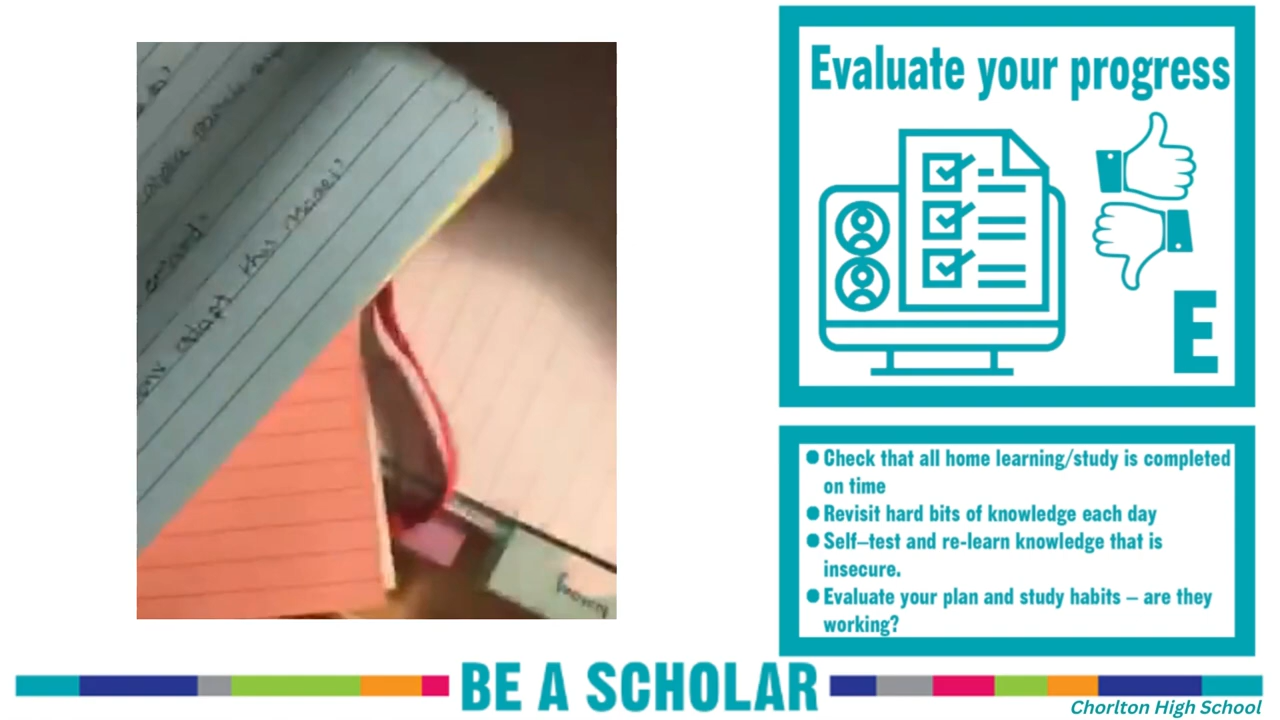 Evaluate your progress
E
● Check that all home learning/study is completed
on time
● Revisit hard bits of knowledge each day
● Self–test and re-learn knowledge that is
insecure.
● Evaluate your plan and study habits – are they
working?
adapt this
BE A SCHOLAR
Chorlton High School